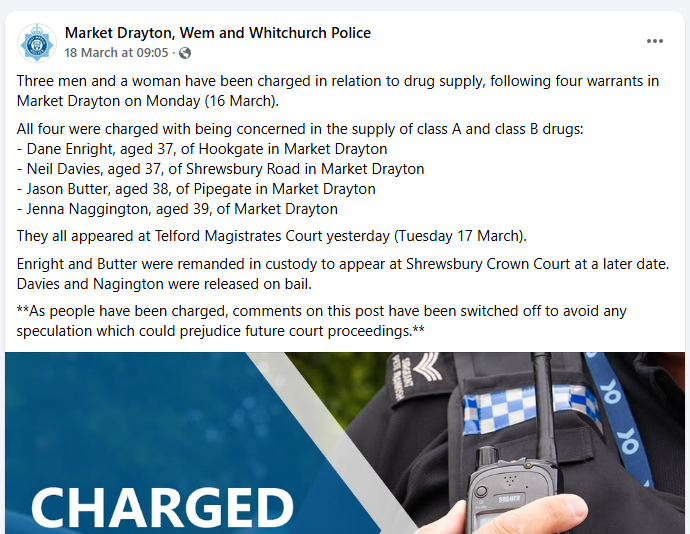 Market Drayton, Wem and Whitchurch Police
18 March at 09:05 ·
Three men and a woman have been charged in relation to drug supply, following four warrants in
Market Drayton on Monday (16 March).
All four were charged with being concerned in the supply of class A and class B drugs:
- Dane Enright, aged 37, of Hookgate in Market Drayton
- Neil Davies, aged 37, of Shrewsbury Road in Market Drayton
- Jason Butter, aged 38, of Pipegate in Market Drayton
- Jenna Naggington, aged 39, of Market Drayton
They all appeared at Telford Magistrates Court yesterday (Tuesday 17 March).
Enright and Butter were remanded in custody to appear at Shrewsbury Crown Court at a later date.
Davies and Nagington were released on bail.
**As people have been charged, comments on this post have been switched off to avoid any
speculation which could prejudice future court proceedings.**
SERGEANT
sepura
CHARGED